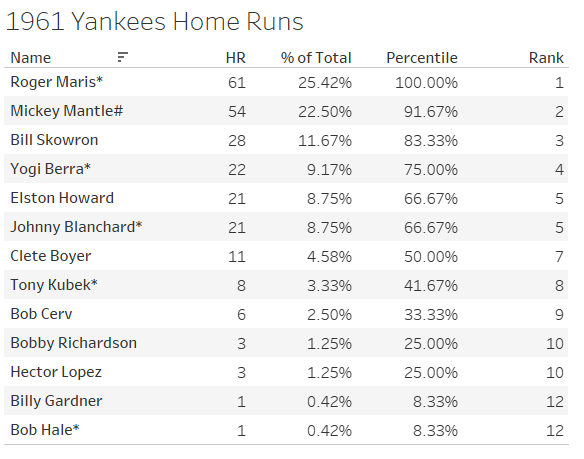 1961 Yankees Home Runs
Name HR % of Total Percentile Rank
Roger Maris* 61 25.42% 100.00% 1
Mickey Mantle# 54 22.50% 91.67% 2
Bill Skowron 28 11.67% 83.33% 3
Yogi Berra* 22 9.17% 75.00% 4
Elston Howard 21 8.75% 66.67% 5
Johnny Blanchard* 21 8.75% 66.67% 5
Clete Boyer 11 4.58% 50.00% 7
Tony Kubek* 8 3.33% 41.67% 8
Bob Cerv 6 2.50% 33.33% 9
Bobby Richardson 3 1.25% 25.00% 10
Hector Lopez 3 1.25% 25.00% 10
Billy Gardner 1 0.42% 8.33% 12
Bob Hale* 1 0.42% 8.33% 12